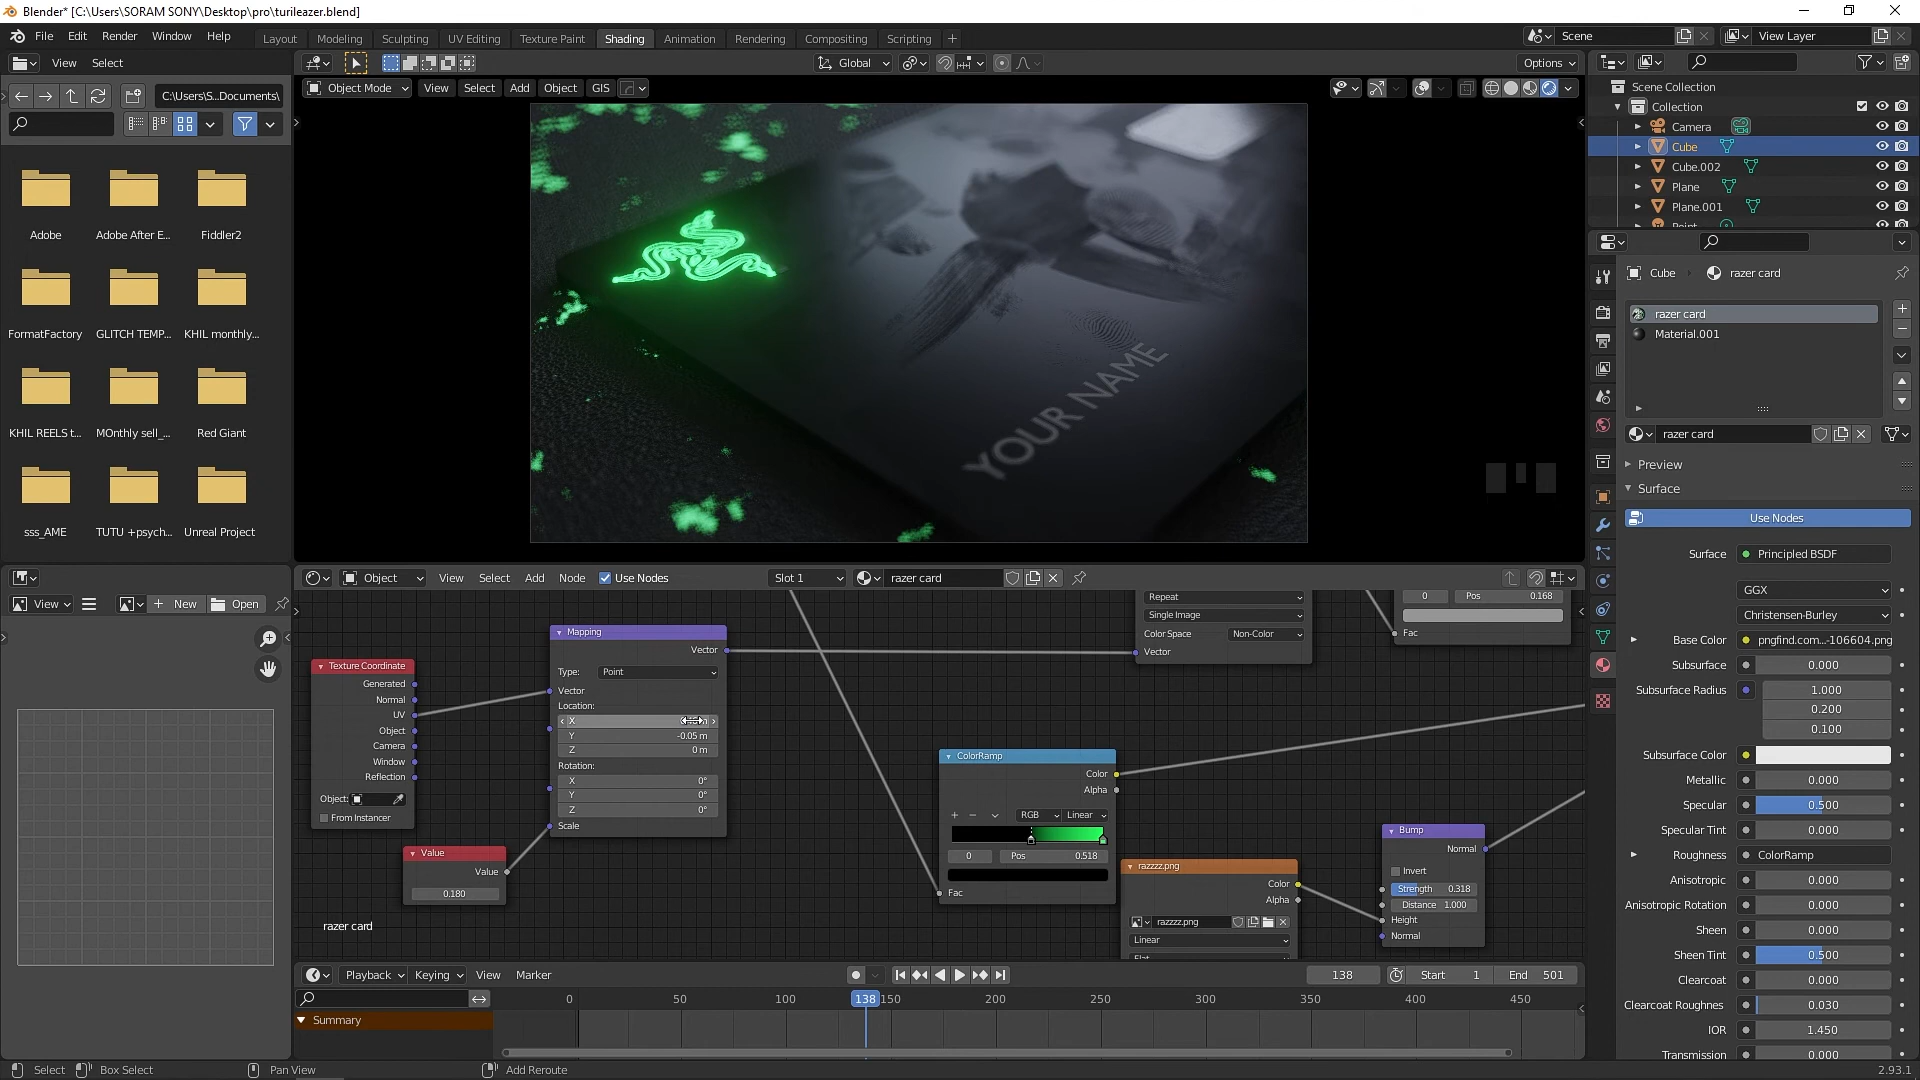 Blender* [C:\Users\SORAM SONY\Desktop\pro\turileazer.blend]
File Edit Render Window Help
Layout Modeling Sculpting UV Editing Texture Paint Shading Animation Rendering Compositing Scripting
Scene
View Layer
View Select
C:\Users\S...Documents\
Adobe Adobe After E... Fiddler2
FormatFactory GLITCH TEMP... KHIL monthly...
KHIL REELS t... MOnthly sell_... Red Giant
sss_AME TUTU +psych... Unreal Project
Global
Options
Object Mode View Select Add Object GIS
YOUR NAME
Scene Collection
Collection
Camera
Cube
Cube.002
Plane
Plane.001
Point
Cube razer card
razer card
Material.001
razer card
Preview
Surface
Use Nodes
Surface Principled BSDF
GGX
Christensen-Burley
Base Color pngfind.com...-106604.png
Subsurface 0.000
Subsurface Radius 1.000
0.200
0.100
Subsurface Color
Metallic 0.000
Specular 0.500
Specular Tint 0.000
Roughness ColorRamp
Anisotropic 0.000
Anisotropic Rotation 0.000
Sheen 0.000
Sheen Tint 0.500
Clearcoat 0.000
Clearcoat Roughnes 0.030
IOR 1.450
Transmission 0.000
View New Open
Object View Select Add Node Use Nodes Slot 1 razer card
Texture Coordinate
Generated
Normal
UV
Object
Camera
Window
Reflection
Object:
From Instancer
Value
Value
0.180
Mapping
Vector
Type: Point
Vector
Location:
X
Y -0.05 m
Z 0 m
Rotation:
X 0°
Y 0°
Z 0°
Scale
ColorRamp
Color
Alpha
RGB Linear
0 Pos 0.518
Fac
Repeat
Single Image
Color Space Non-Color
Vector
0 Pos 0.168
Fac
razzzz.png
Color
Alpha
razzzz.png
Linear
Flat
Bump
Normal
Invert
Strength 0.318
Distance 1.000
Height
Normal
razer card
Playback Keying View Marker
138 Start 1 End 501
0 50 100 138 150 200 250 300 350 400 450
Summary
Select Box Select Pan View Add Reroute 2.93.1